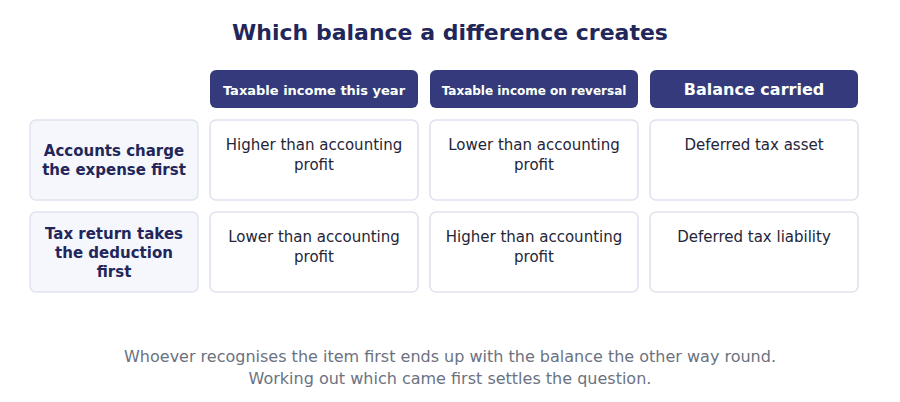 Which balance a difference creates
Taxable income this year
Taxable income on reversal
Balance carried
Accounts charge
the expense first
Higher than accounting
profit
Lower than accounting
profit
Deferred tax asset
Tax return takes
the deduction
first
Lower than accounting
profit
Higher than accounting
profit
Deferred tax liability
Whoever recognises the item first ends up with the balance the other way round.
Working out which came first settles the question.